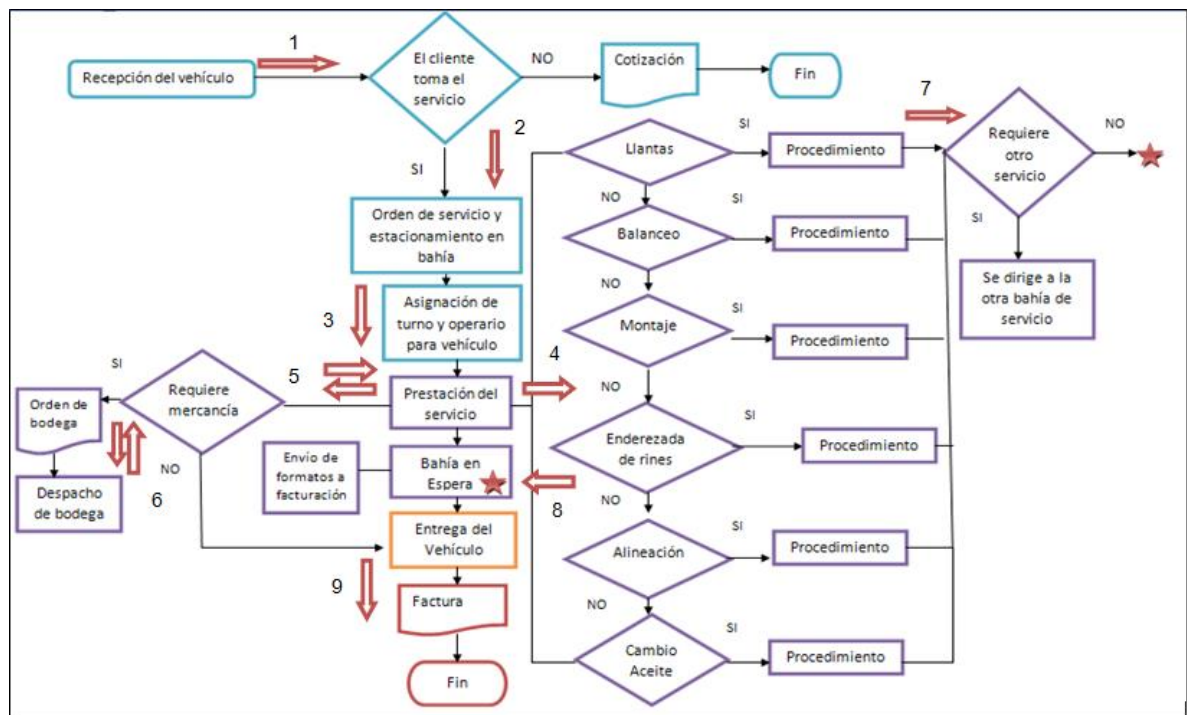 1
Recepción del vehículo
El cliente
toma el
servicio
NO
Cotización
Fin
2
SI
Orden de servicio y
estacionamiento en
bahía
3
Asignación de
turno y operario
para vehículo
Prestación del
servicio
5
Requiere
mercancía
SI
Orden de
bodega
6
Despacho
de bodega
NO
Envio de
formatos a
facturación
Bahía en
Espera
8
Entrega del
Vehículo
9
Factura
Fin
4
Llantas
SI
Procedimiento
NO
Balanceo
SI
Procedimiento
NO
Montaje
SI
Procedimiento
NO
Enderezada
de rines
SI
Procedimiento
NO
Alineación
SI
Procedimiento
NO
Cambio
Aceite
SI
Procedimiento
7
Requiere
otro
servicio
NO
SI
Se dirige a la
otra bahía de
servicio